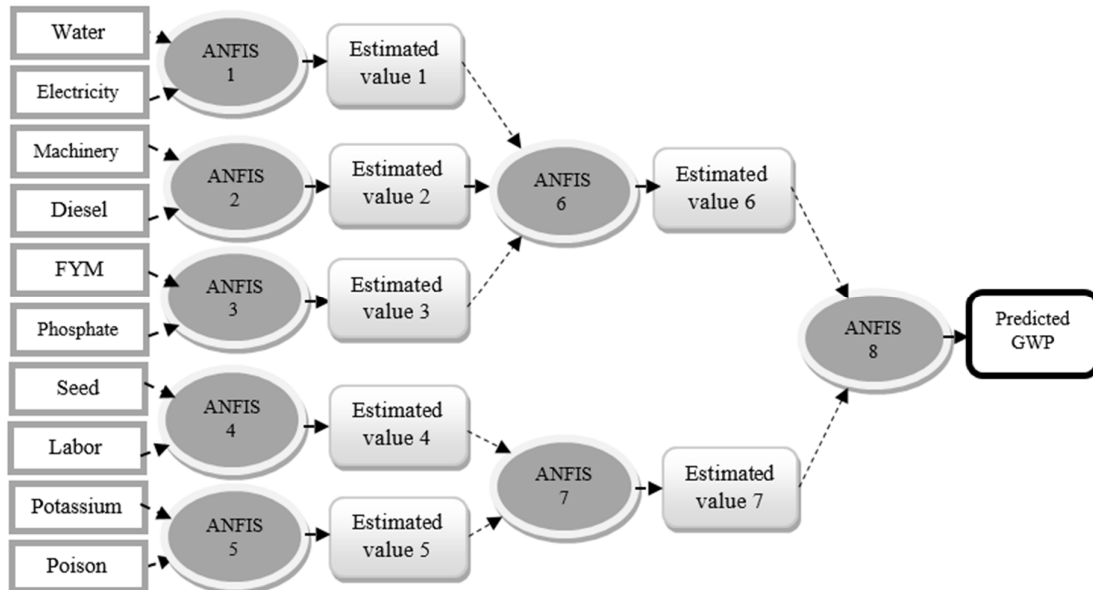 Water
Electricity
Machinery
Diesel
FYM
Phosphate
Seed
Labor
Potassium
Poison
ANFIS
1
ANFIS
2
ANFIS
3
ANFIS
4
ANFIS
5
Estimated
value 1
Estimated
value 2
Estimated
value 3
Estimated
value 4
Estimated
value 5
ANFIS
6
ANFIS
7
Estimated
value 6
Estimated
value 7
ANFIS
8
Predicted
GWP